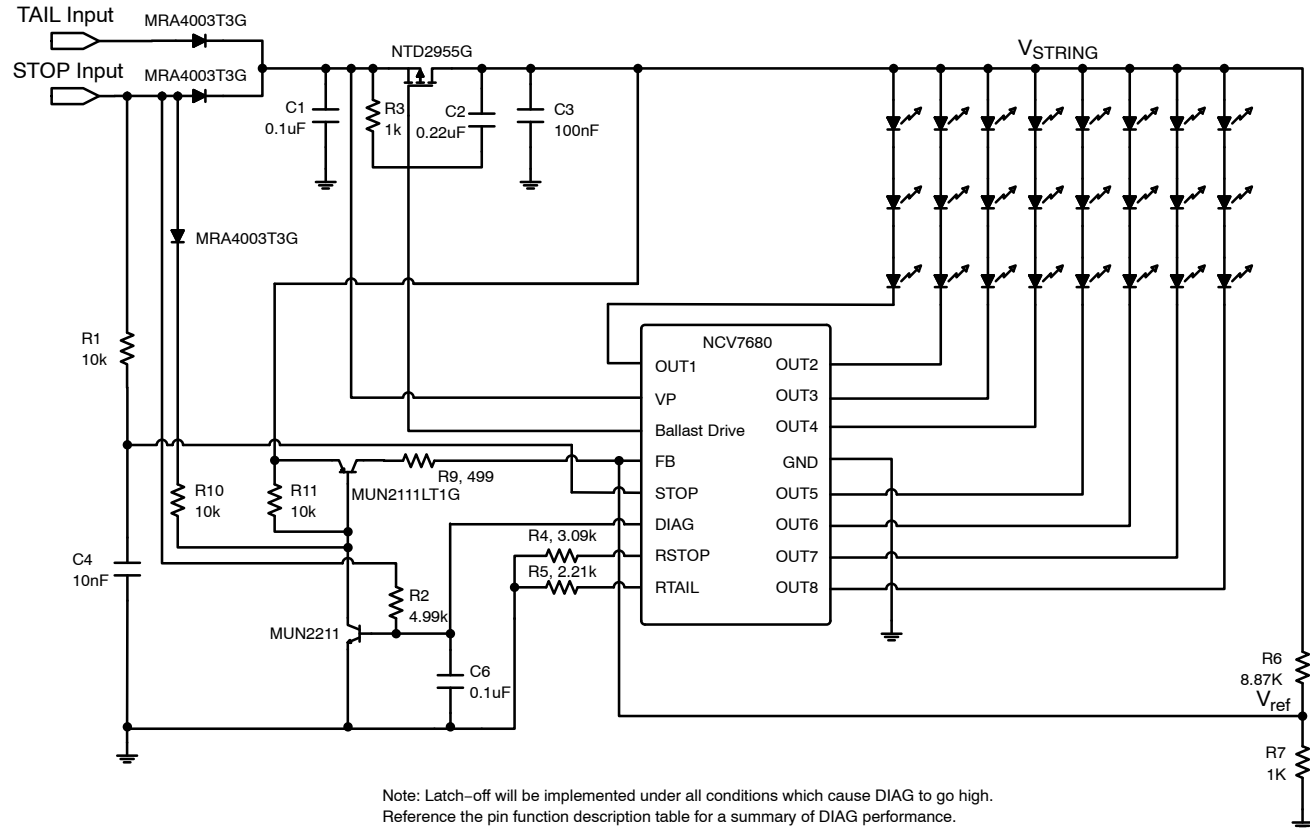 TAIL Input
MRA4003T3G
STOP Input
MRA4003T3G
NTD2955G
VSTRING
C1
0.1uF
R3
1k
C2
0.22uF
C3
100nF
MRA4003T3G
R1
10k
NCV7680
OUT1
VP
Ballast Drive
FB
STOP
DIAG
RSTOP
RTAIL
OUT2
OUT3
OUT4
GND
OUT5
OUT6
OUT7
OUT8
R9, 499
MUN2111LT1G
R10
10k
R11
10k
R4, 3.09k
R5, 2.21k
C4
10nF
R2
4.99k
MUN2211
C6
0.1uF
R6
8.87K
Vref
R7
1K
Note: Latch−off will be implemented under all conditions which cause DIAG to go high.
Reference the pin function description table for a summary of DIAG performance.